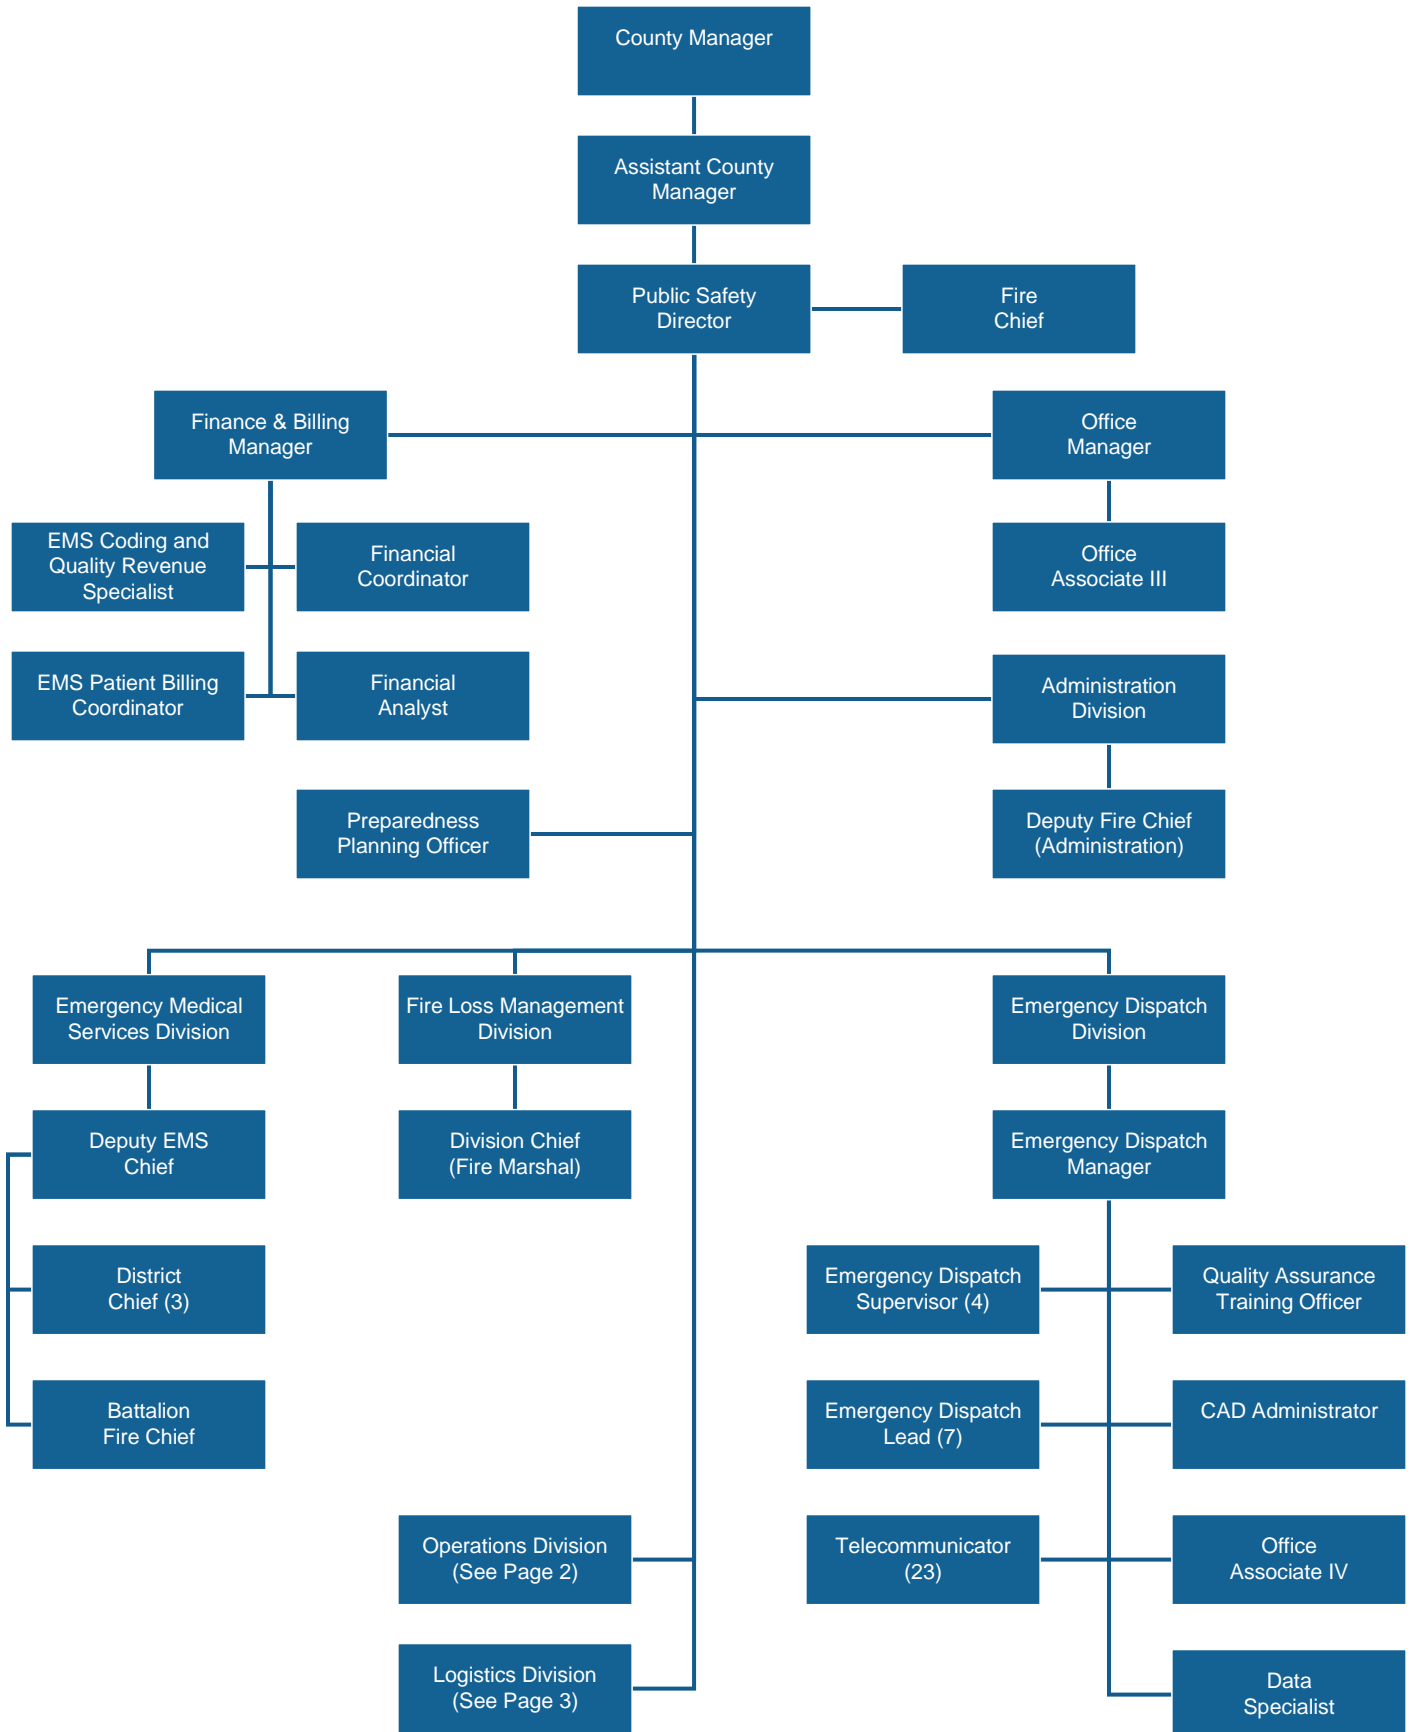 County Manager
Assistant County
Manager
Public Safety
Director
Fire
Chief
Finance & Billing
Manager
Office
Manager
EMS Coding and
Quality Revenue
Specialist
Financial
Coordinator
Office
Associate III
EMS Patient Billing
Coordinator
Financial
Analyst
Administration
Division
Preparedness
Planning Officer
Deputy Fire Chief
(Administration)
Emergency Medical
Services Division
Fire Loss Management
Division
Emergency Dispatch
Division
Deputy EMS
Chief
Division Chief
(Fire Marshal)
Emergency Dispatch
Manager
District
Chief (3)
Emergency Dispatch
Supervisor (4)
Quality Assurance
Training Officer
Battalion
Fire Chief
Emergency Dispatch
Lead (7)
CAD Administrator
Operations Division
(See Page 2)
Telecommunicator
(23)
Office
Associate IV
Logistics Division
(See Page 3)
Data
Specialist